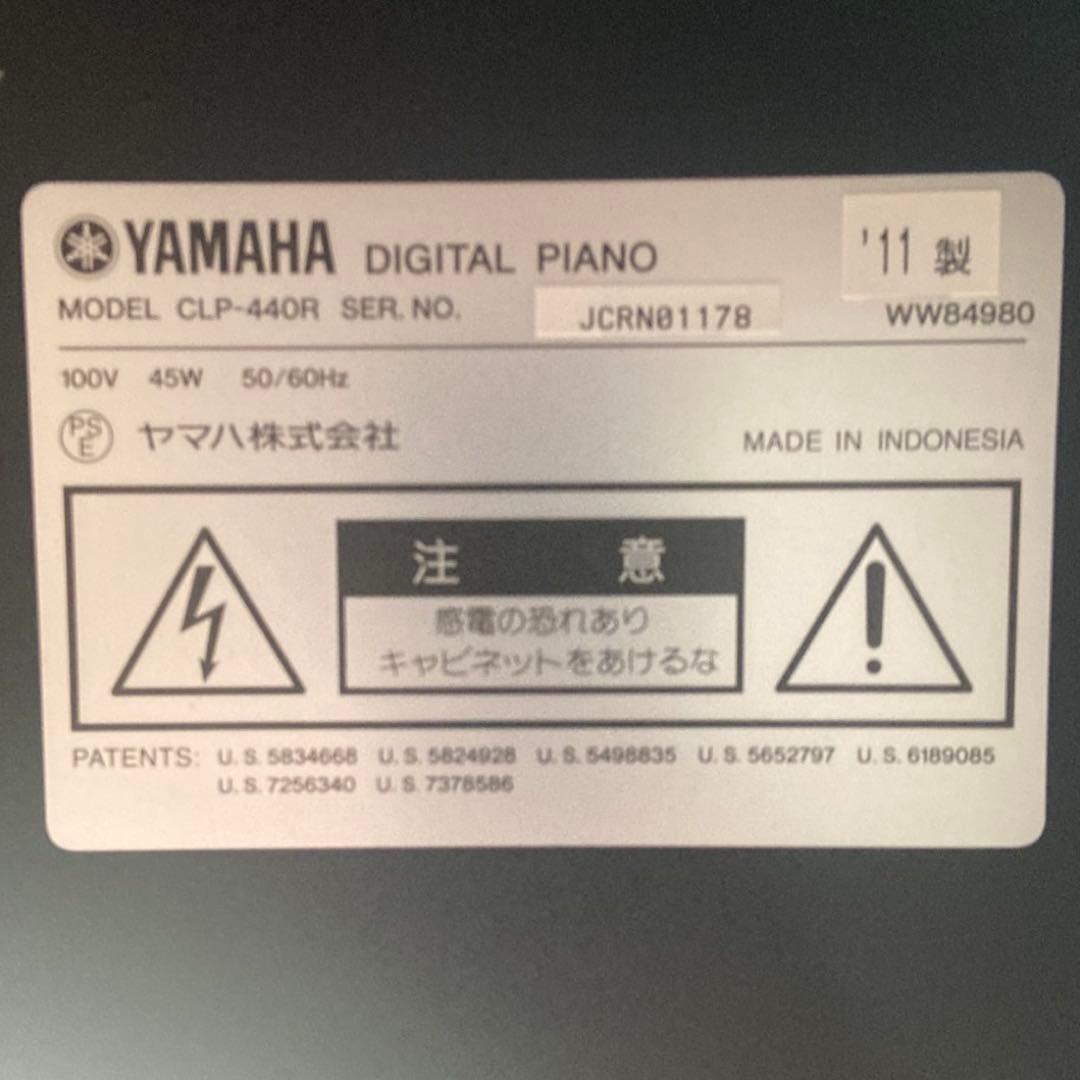 YAMAHA DIGITAL PIANO '11 製
MODEL CLP-440R SER. NO. JCRN01178 WW84980
100V 45W 50/60Hz
PSE ヤマハ株式会社 MADE IN INDONESIA
注意
感電の恐れあり
キャビネットをあけるな
PATENTS: U.S.5834668 U.S.5824928 U.S.5498835 U.S.5652797 U.S.6189085
U.S.7256340 U.S.7378586